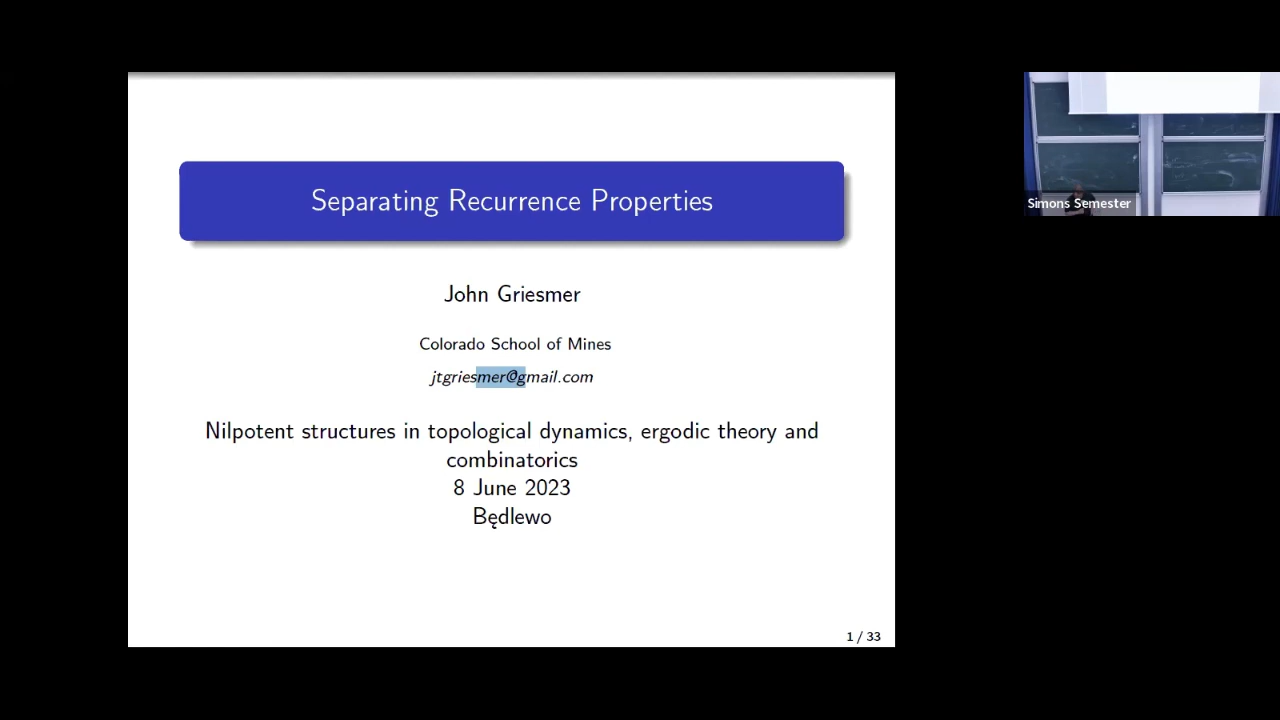 Separating Recurrence Properties
John Griesmer
Colorado School of Mines
jtgriesmer@gmail.com
Nilpotent structures in topological dynamics, ergodic theory and
combinatorics
8 June 2023
Będlewo
1 / 33
Simons Semester